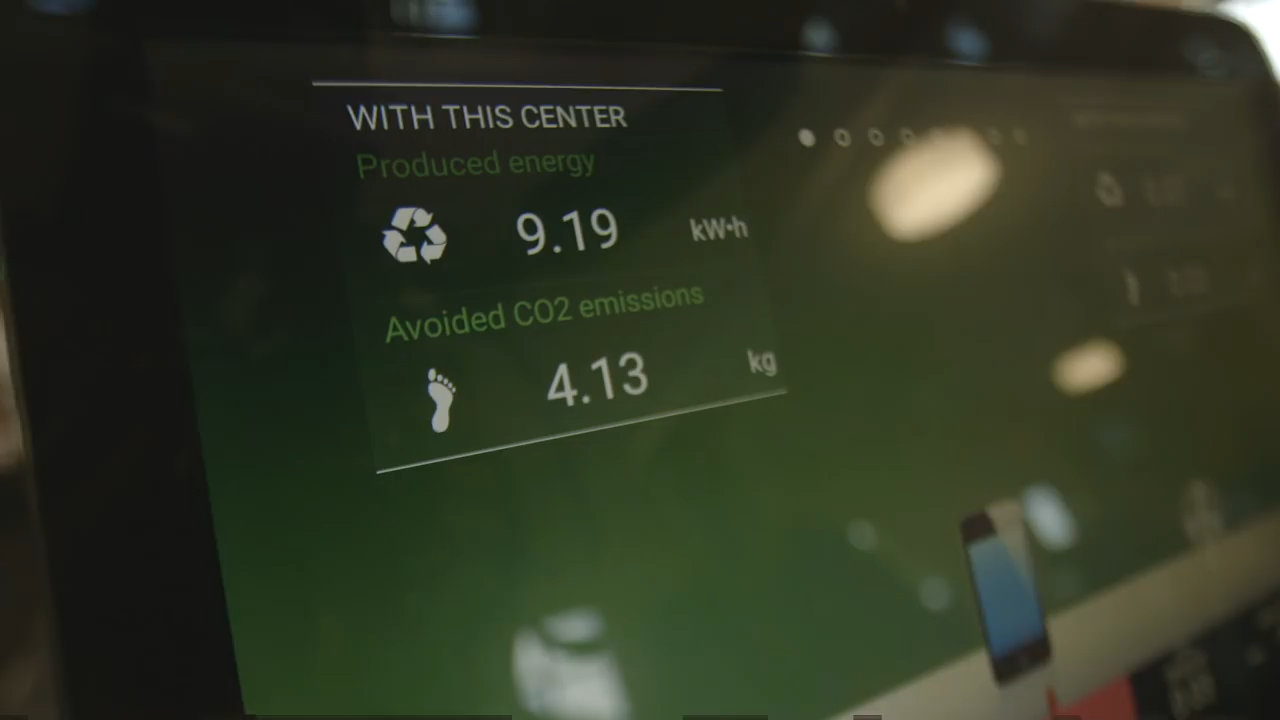 WITH THIS CENTER
Produced energy
9.19 kW•h
Avoided CO2 emissions
4.13 kg